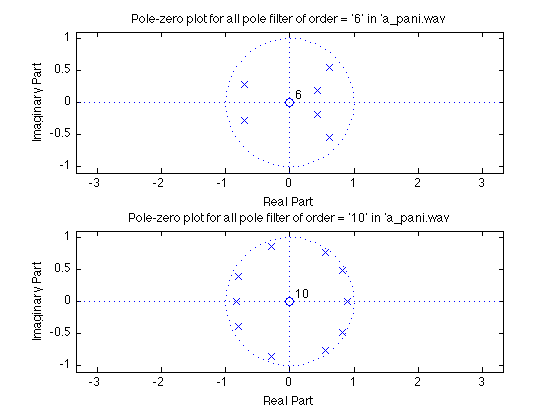 Pole-zero plot for all pole filter of order = '6' in 'a_pani.wav
1
0.5
0
-0.5
-1
Imaginary Part
6
-3 -2 -1 0 1 2 3
Real Part
Pole-zero plot for all pole filter of order = '10' in 'a_pani.wav
1
0.5
0
-0.5
-1
Imaginary Part
10
-3 -2 -1 0 1 2 3
Real Part